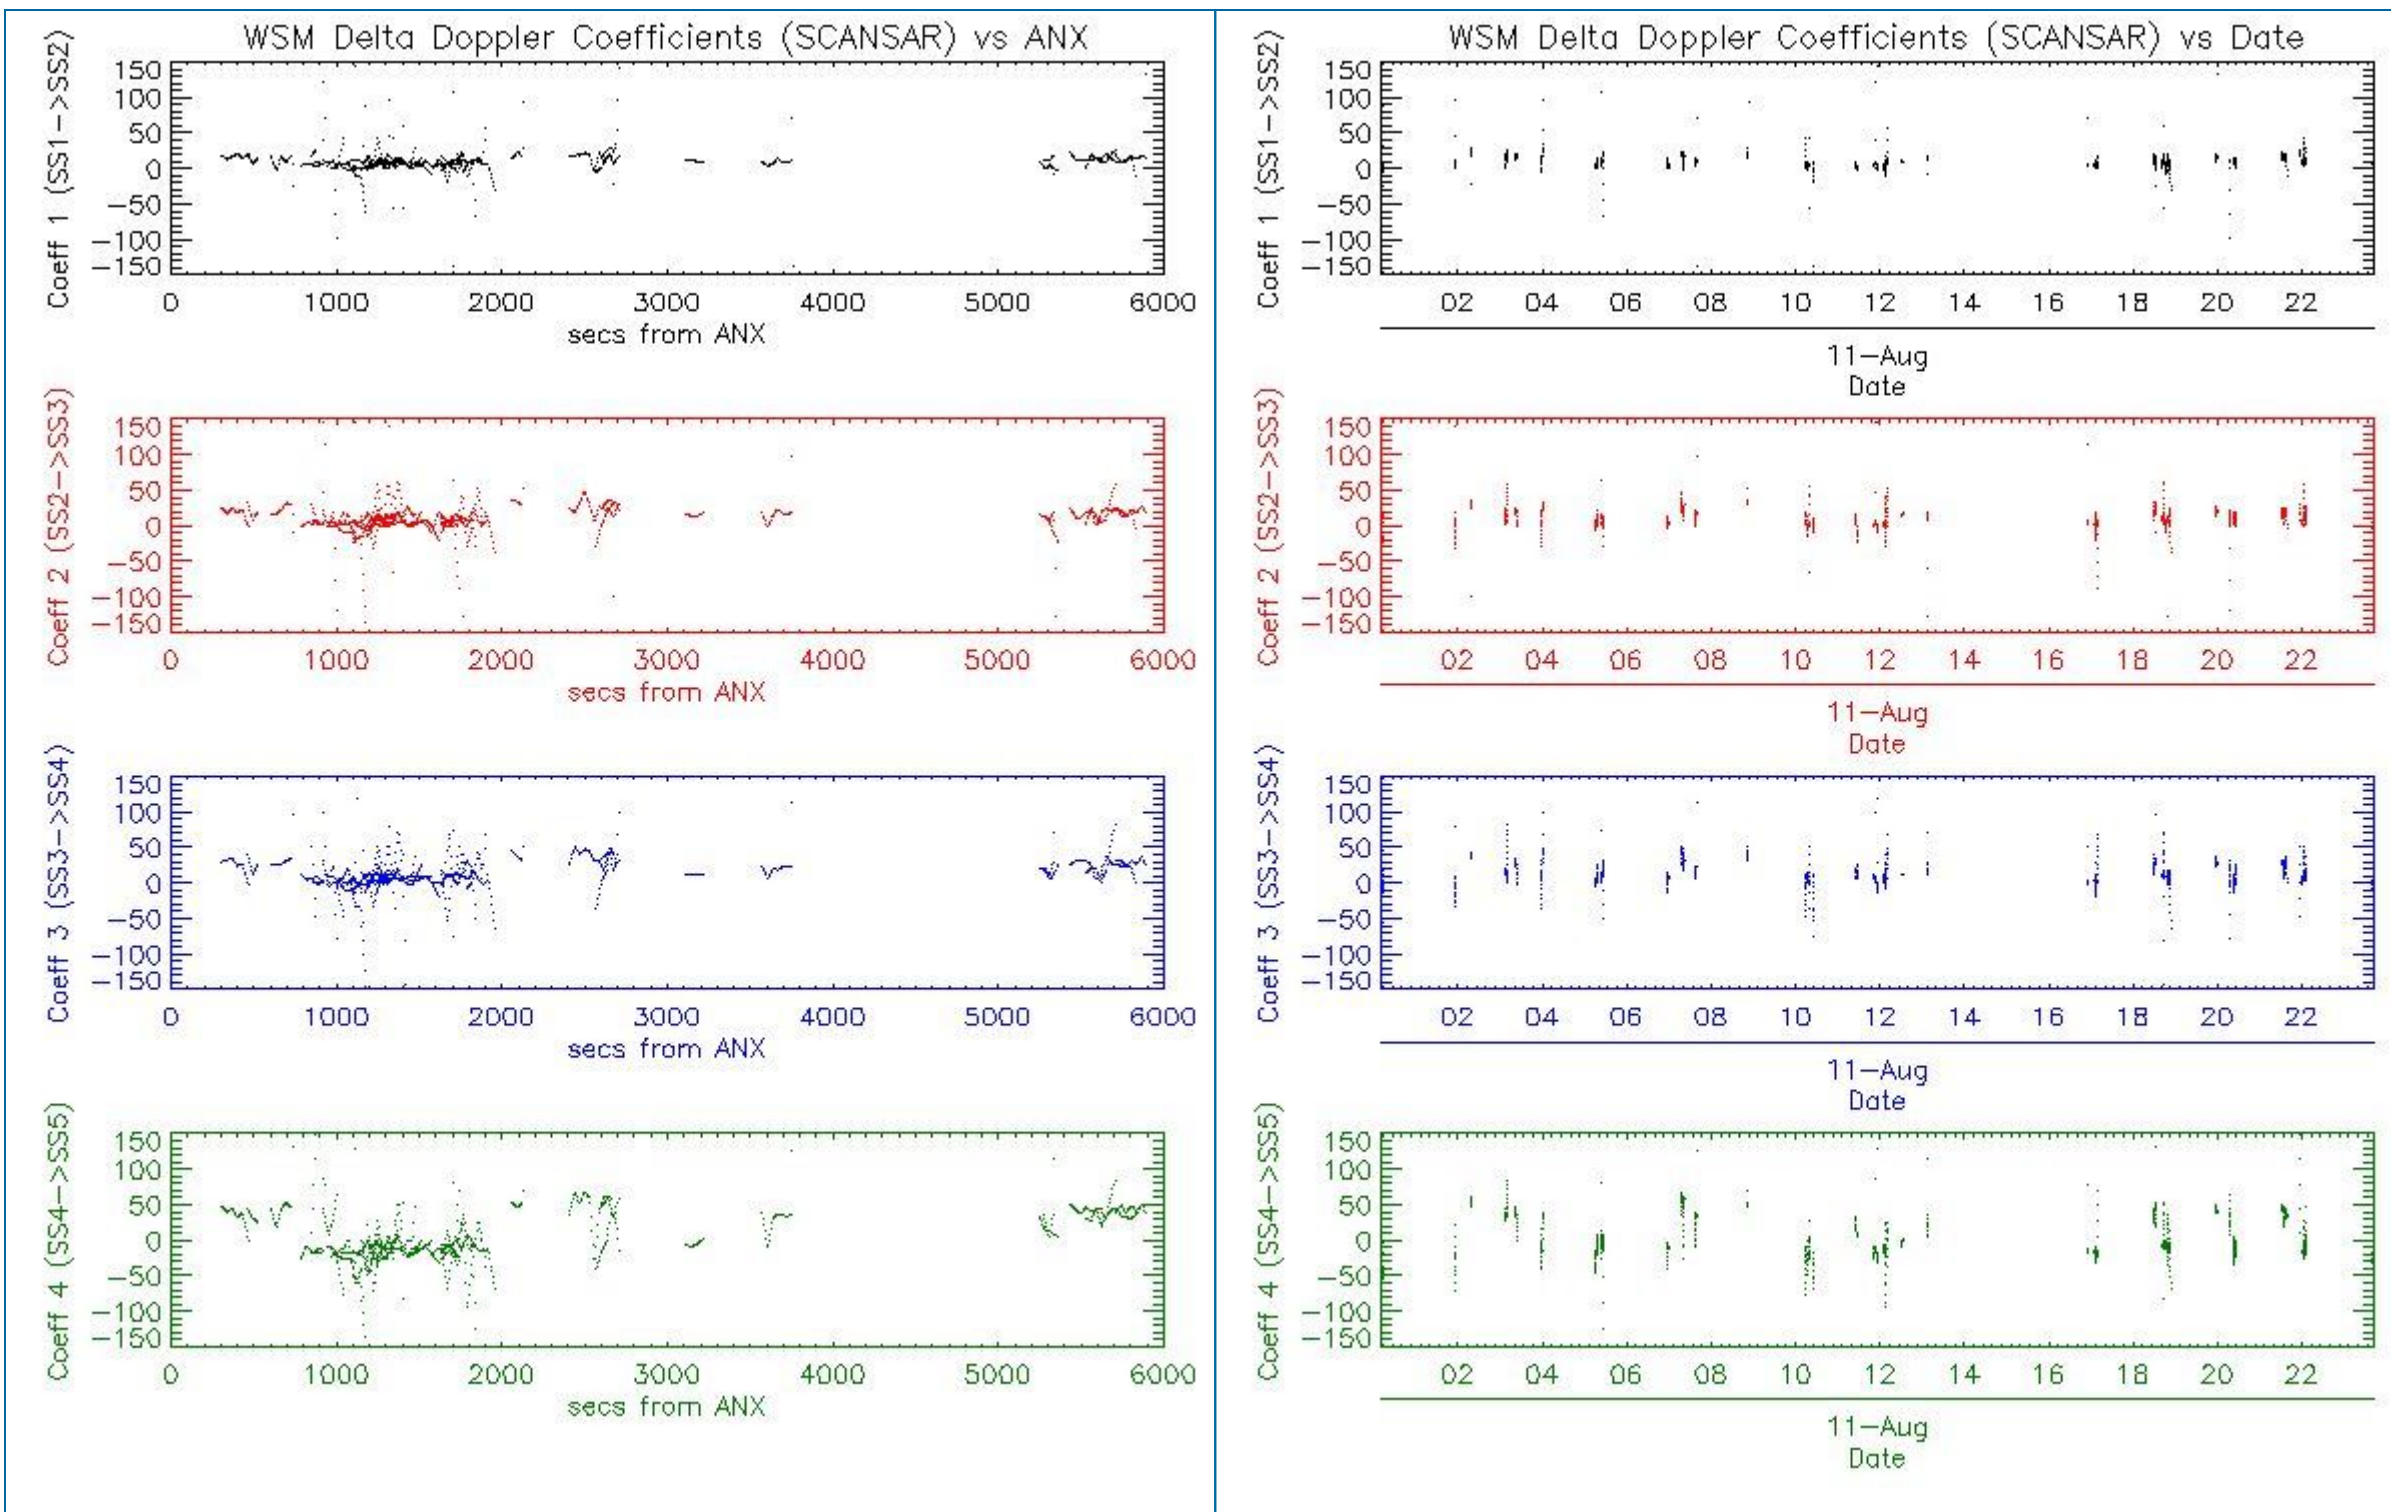 WSM Delta Doppler Coefficients (SCANSAR) vs ANX
Coeff 1 (SS1->SS2)
150
100
50
0
-50
-100
-150
0 1000 2000 3000 4000 5000 6000
secs from ANX
Coeff 2 (SS2->SS3)
150
100
50
0
-50
-100
-150
0 1000 2000 3000 4000 5000 6000
secs from ANX
Coeff 3 (SS3->SS4)
150
100
50
0
-50
-100
-150
0 1000 2000 3000 4000 5000 6000
secs from ANX
Coeff 4 (SS4->SS5)
150
100
50
0
-50
-100
-150
0 1000 2000 3000 4000 5000 6000
secs from ANX
WSM Delta Doppler Coefficients (SCANSAR) vs Date
Coeff 1 (SS1->SS2)
150
100
50
0
-50
-100
-150
02 04 06 08 10 12 14 16 18 20 22
11-Aug
Date
Coeff 2 (SS2->SS3)
150
100
50
0
-50
-100
-150
02 04 06 08 10 12 14 16 18 20 22
11-Aug
Date
Coeff 3 (SS3->SS4)
150
100
50
0
-50
-100
-150
02 04 06 08 10 12 14 16 18 20 22
11-Aug
Date
Coeff 4 (SS4->SS5)
150
100
50
0
-50
-100
-150
02 04 06 08 10 12 14 16 18 20 22
11-Aug
Date